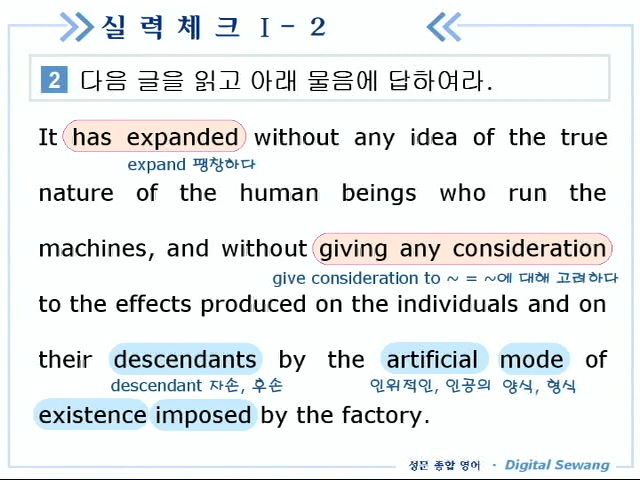 실력체크 I - 2
2 다음 글을 읽고 아래 물음에 답하여라.
It has expanded without any idea of the true
expand 팽창하다
nature of the human beings who run the
machines, and without giving any consideration
give consideration to ~ = ~에 대해 고려하다
to the effects produced on the individuals and on
their descendants by the artificial mode of
descendant 자손, 후손 인위적인, 인공의 양식, 형식
existence imposed by the factory.
정문 종합 영어 · Digital Sewang